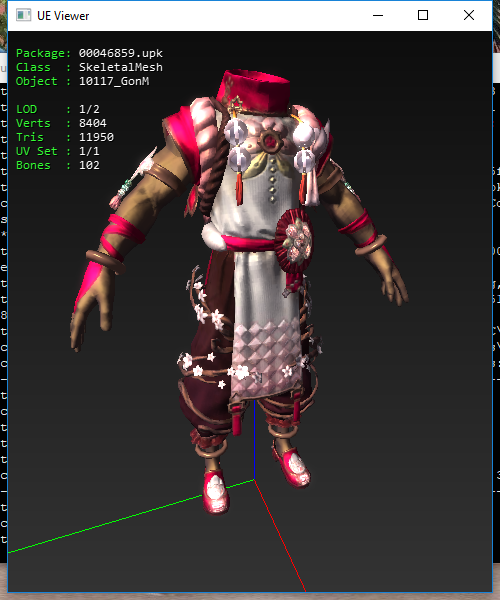 UE Viewer
Package: 00046859.upk
Class : SkeletalMesh
Object : 10117_GonM
LOD : 1/2
Verts : 8404
Tris : 11950
UV Set : 1/1
Bones : 102